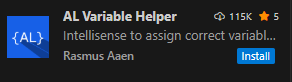 {AL}
AL Variable Helper 115K 5
Intellisense to assign correct variabl...
Rasmus Aaen Install